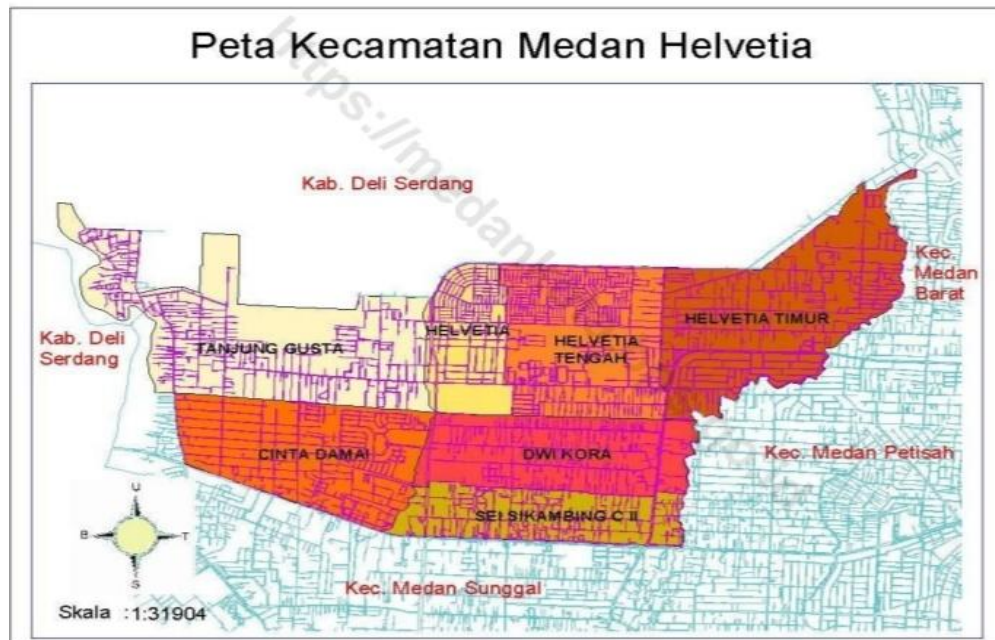 Peta Kecamatan Medan Helvetia
Kab. Deli Serdang
Kec.
Medan
Barat
HELVETIA TIMUR
HELVETIA
HELVETIA
TENGAH
Kab. Deli
Serdang
TANJUNG GUSTA
CINTA DAMAI
DWI KORA
Kec. Medan Petisah
SEI SIKAMBING C II
U
B
T
S
Kec. Medan Sunggal
Skala :1:31904